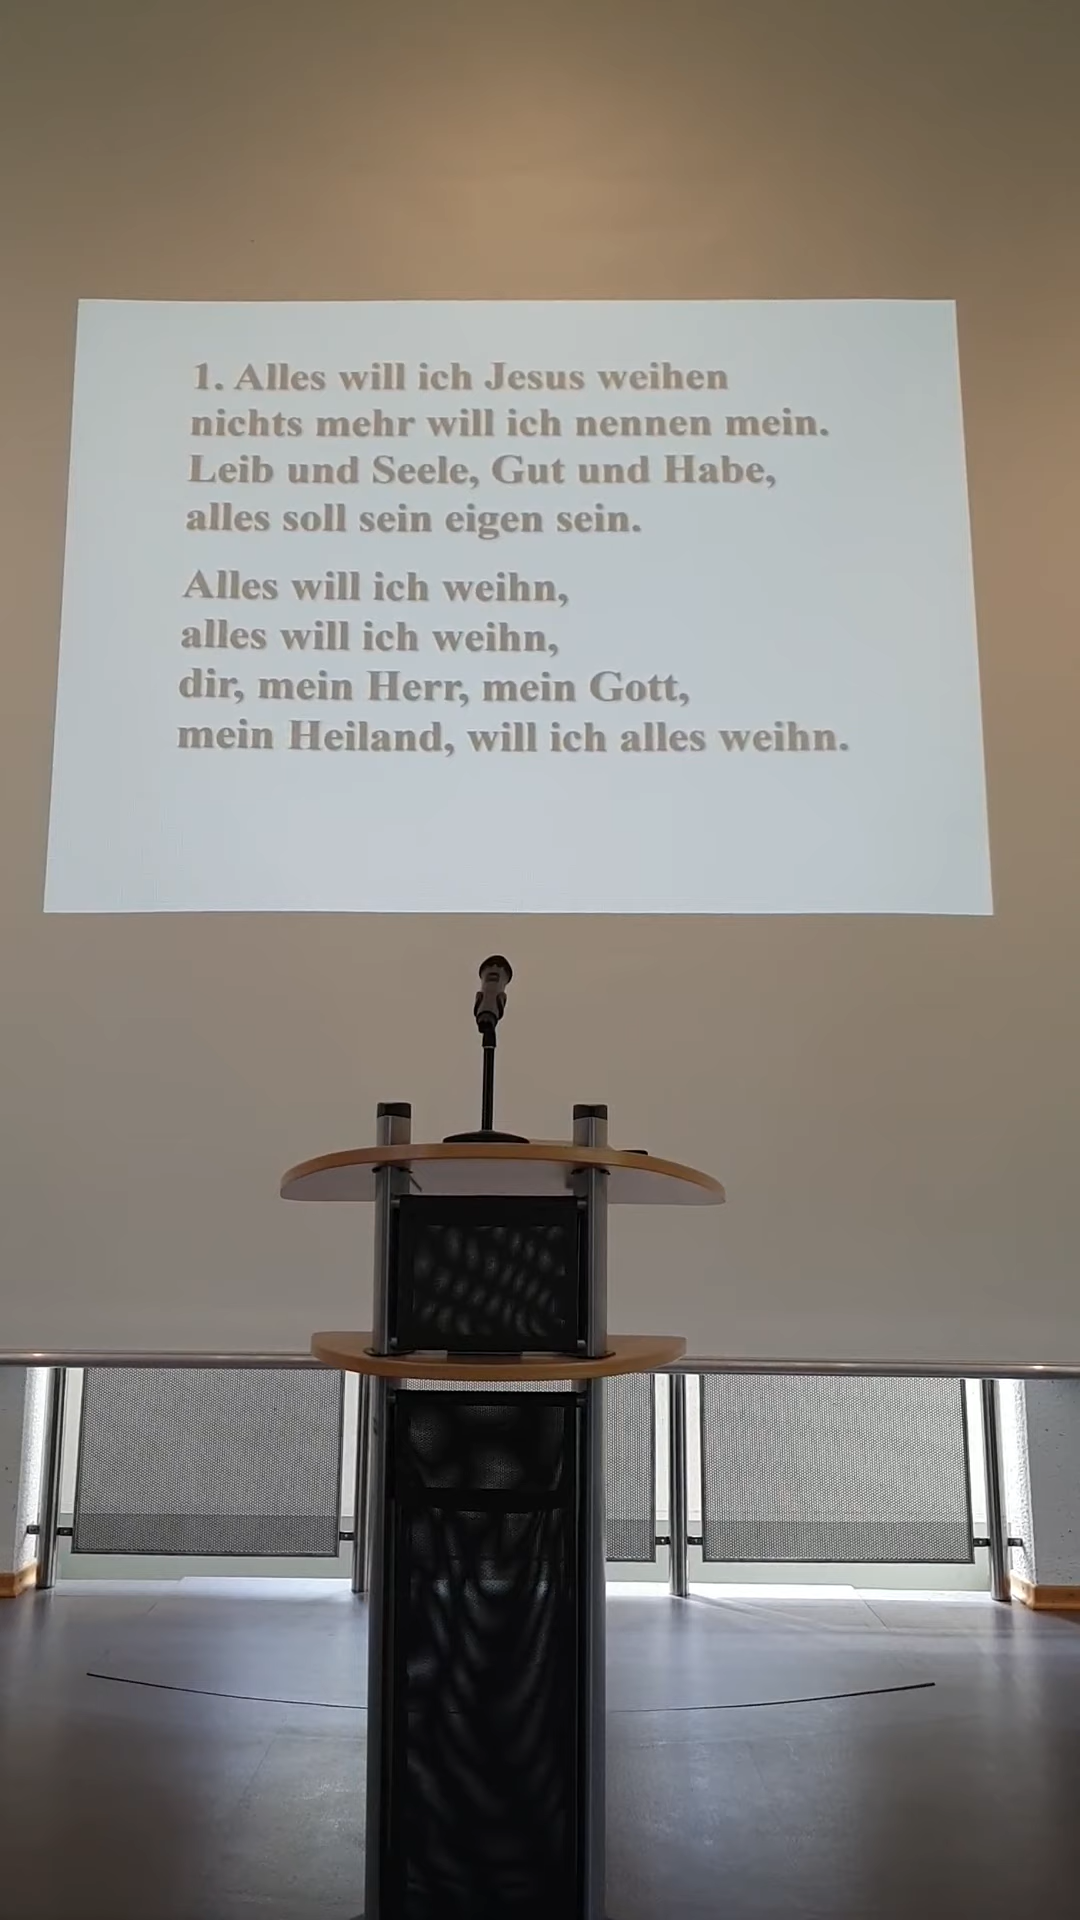 1. Alles will ich Jesus weihen
nichts mehr will ich nennen mein.
Leib und Seele, Gut und Habe,
alles soll sein eigen sein.
Alles will ich weihn,
alles will ich weihn,
dir, mein Herr, mein Gott,
mein Heiland, will ich alles weihn.